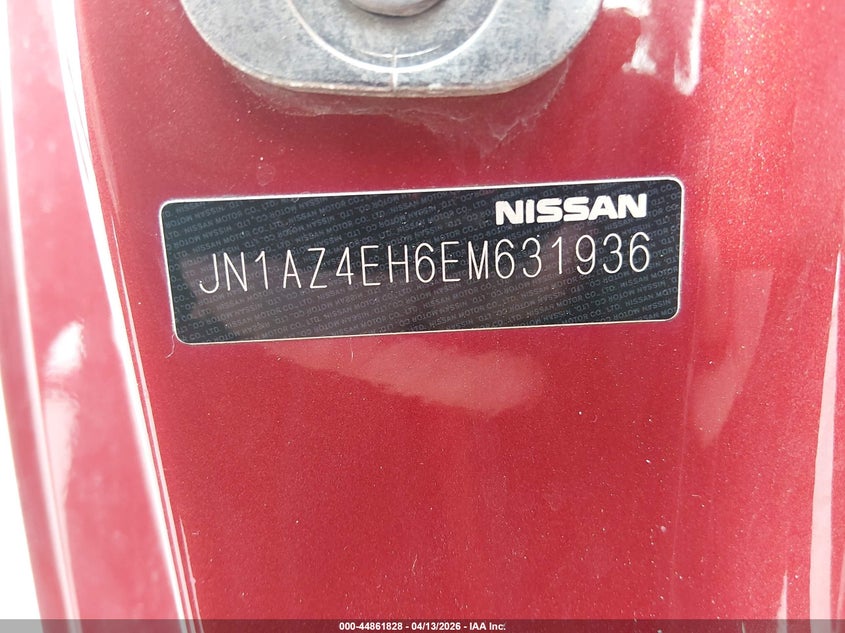 NISSAN
JN1AZ4EH6EM631936
000-44861828 - 04/13/2026 - IAA Inc.